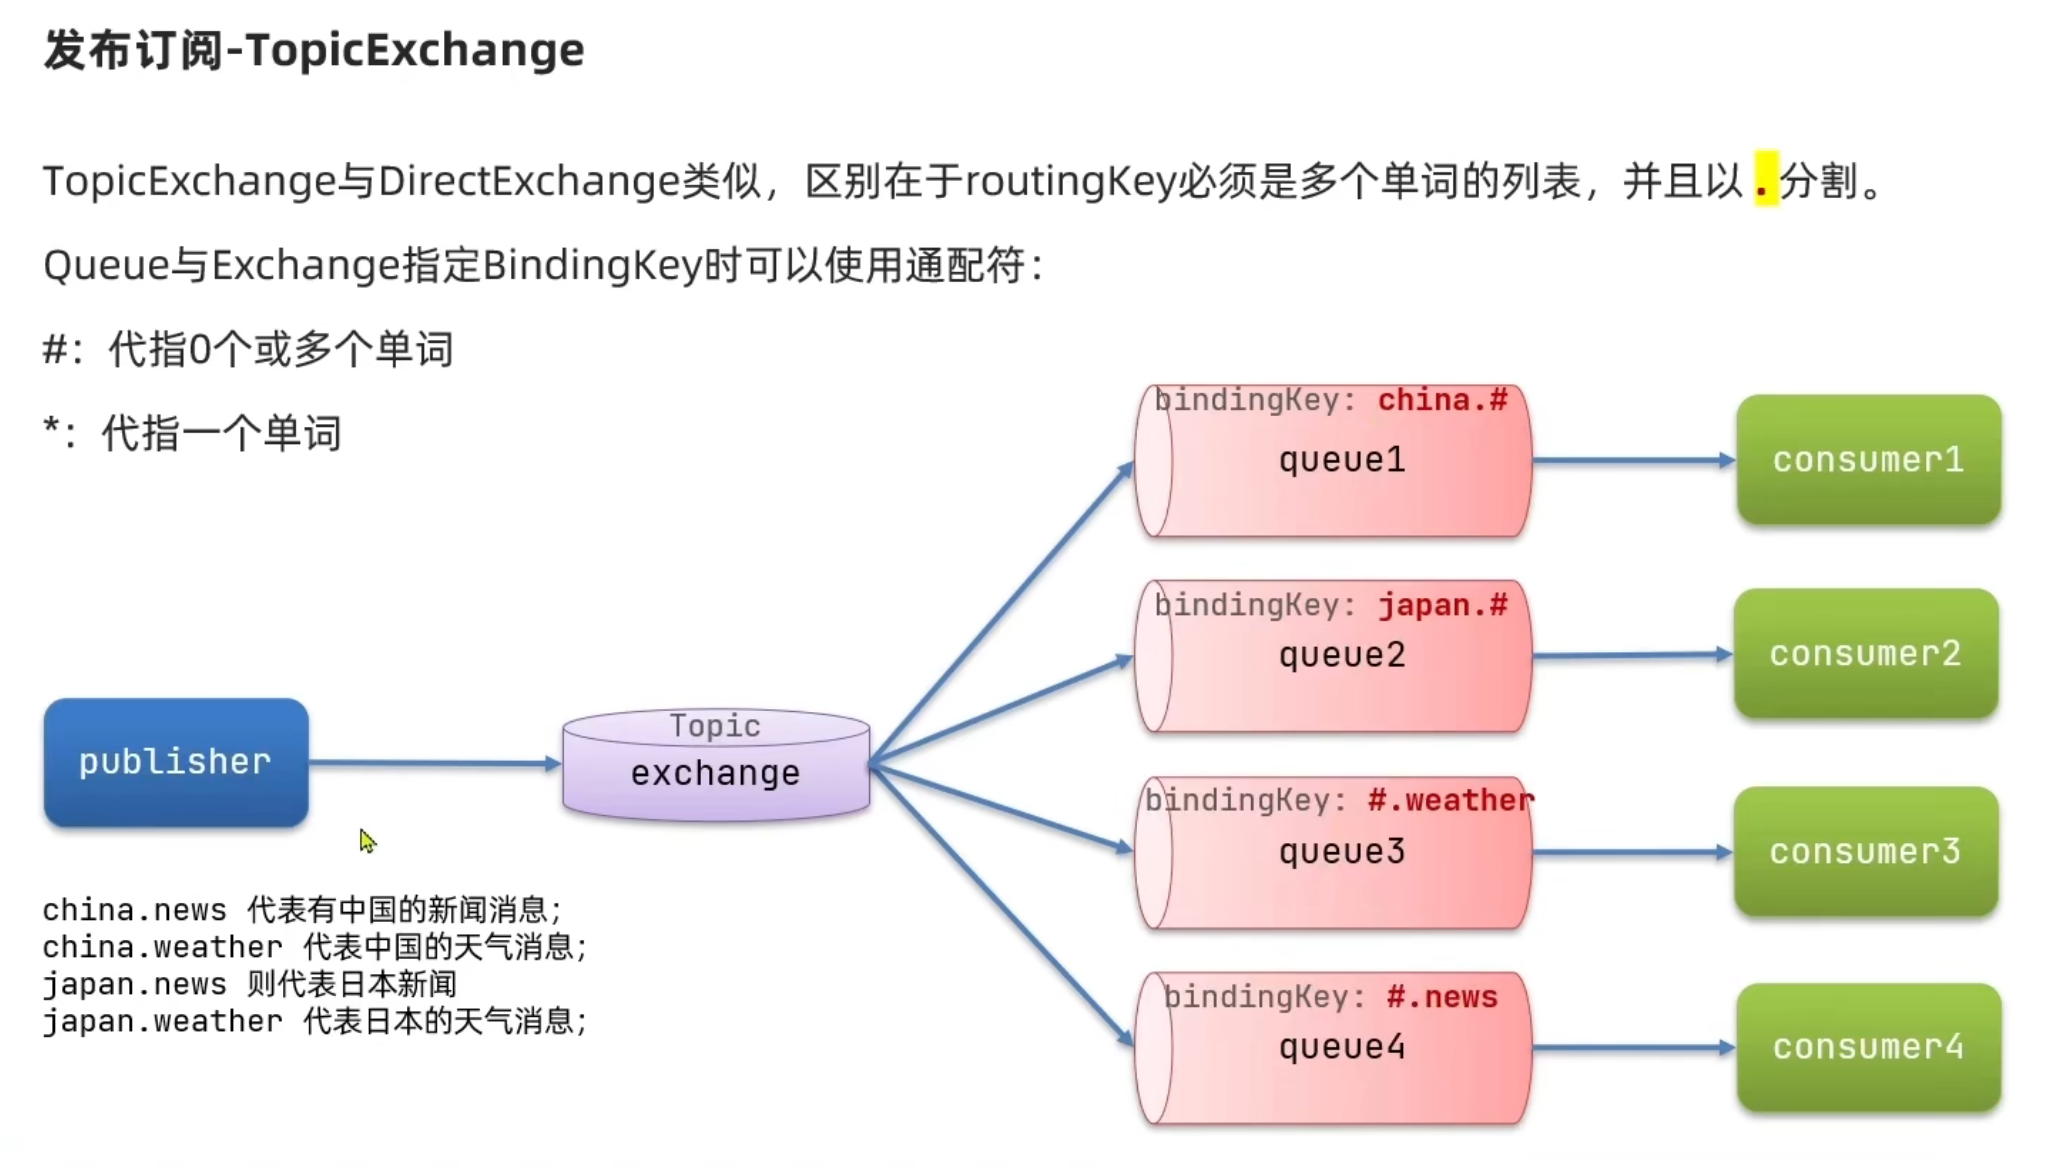 发布订阅-TopicExchange
TopicExchange与DirectExchange类似，区别在于routingKey必须是多个单词的列表，并且以 . 分割。
Queue与Exchange指定BindingKey时可以使用通配符：
#：代指0个或多个单词
*：代指一个单词
bindingKey: china.#
queue1
consumer1
bindingKey: japan.#
queue2
consumer2
publisher
Topic
exchange
bindingKey: #.weather
queue3
consumer3
china.news 代表有中国的新闻消息；
china.weather 代表中国的天气消息；
japan.news 则代表日本新闻
japan.weather 代表日本的天气消息；
bindingKey: #.news
queue4
consumer4